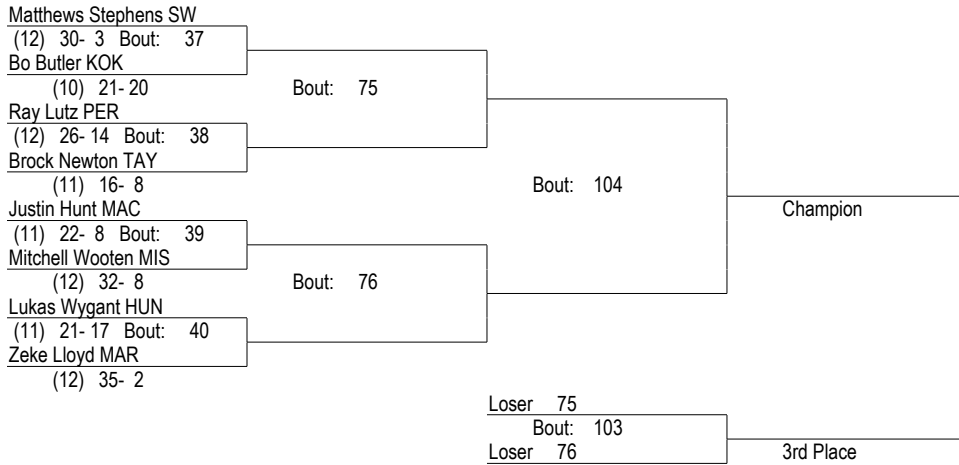 Matthews Stephens SW
(12) 30- 3 Bout: 37
Bo Butler KOK
(10) 21- 20
Bout: 75
Ray Lutz PER
(12) 26- 14 Bout: 38
Brock Newton TAY
(11) 16- 8
Bout: 104
Justin Hunt MAC
Champion
(11) 22- 8 Bout: 39
Mitchell Wooten MIS
(12) 32- 8
Bout: 76
Lukas Wygant HUN
(11) 21- 17 Bout: 40
Zeke Lloyd MAR
(12) 35- 2
Loser 75
Bout: 103
Loser 76
3rd Place